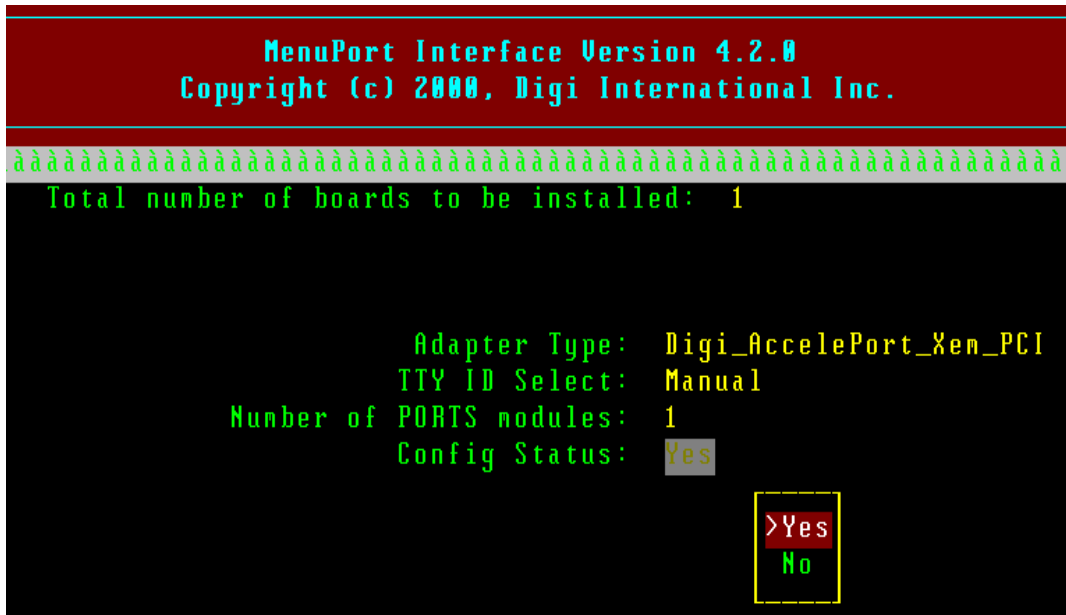 MenuPort Interface Version 4.2.0
Copyright (c) 2000, Digi International Inc.
àààààààààààààààààààààààààààààààààààààààààààààààààààààààààààààààà
Total number of boards to be installed: 1
Adapter Type: Digi_AccelePort_Xem_PCI
TTY ID Select: Manual
Number of PORTS modules: 1
Config Status: Yes
>Yes
No